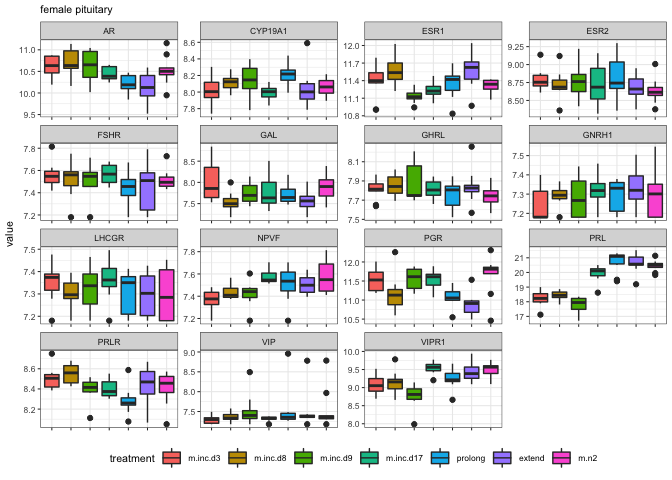 female pituitary
AR
CYP19A1
ESR1
ESR2
11.0
10.5
10.0
9.5
8.6
8.4
8.2
8.0
7.8
12.0
11.7
11.4
11.1
10.8
9.25
9.00
8.75
8.50
FSHR
GAL
GHRL
GNRH1
7.8
7.6
7.4
7.2
8.5
8.0
7.5
8.1
7.9
7.7
7.5
7.5
7.4
7.3
7.2
value
LHCGR
NPVF
PGR
PRL
7.5
7.4
7.3
7.2
8.0
7.8
7.6
7.4
7.2
12.0
11.5
11.0
10.5
21
20
19
18
17
PRLR
VIP
VIPR1
8.6
8.4
8.2
9.0
8.5
8.0
7.5
10.0
9.5
9.0
8.5
8.0
treatment
m.inc.d3
m.inc.d8
m.inc.d9
m.inc.d17
prolong
extend
m.n2